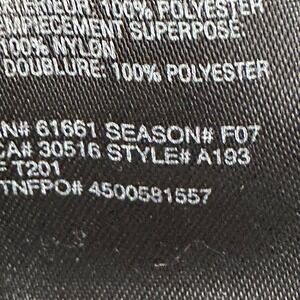 100% POLYESTER
EMPIECEMENT SUPERPOSE:
100% NYLON
DOUBLURE: 100% POLYESTER
N# 61661 SEASON# F07
CA# 30516 STYLE# A193
T201
TNFPO# 4500581557